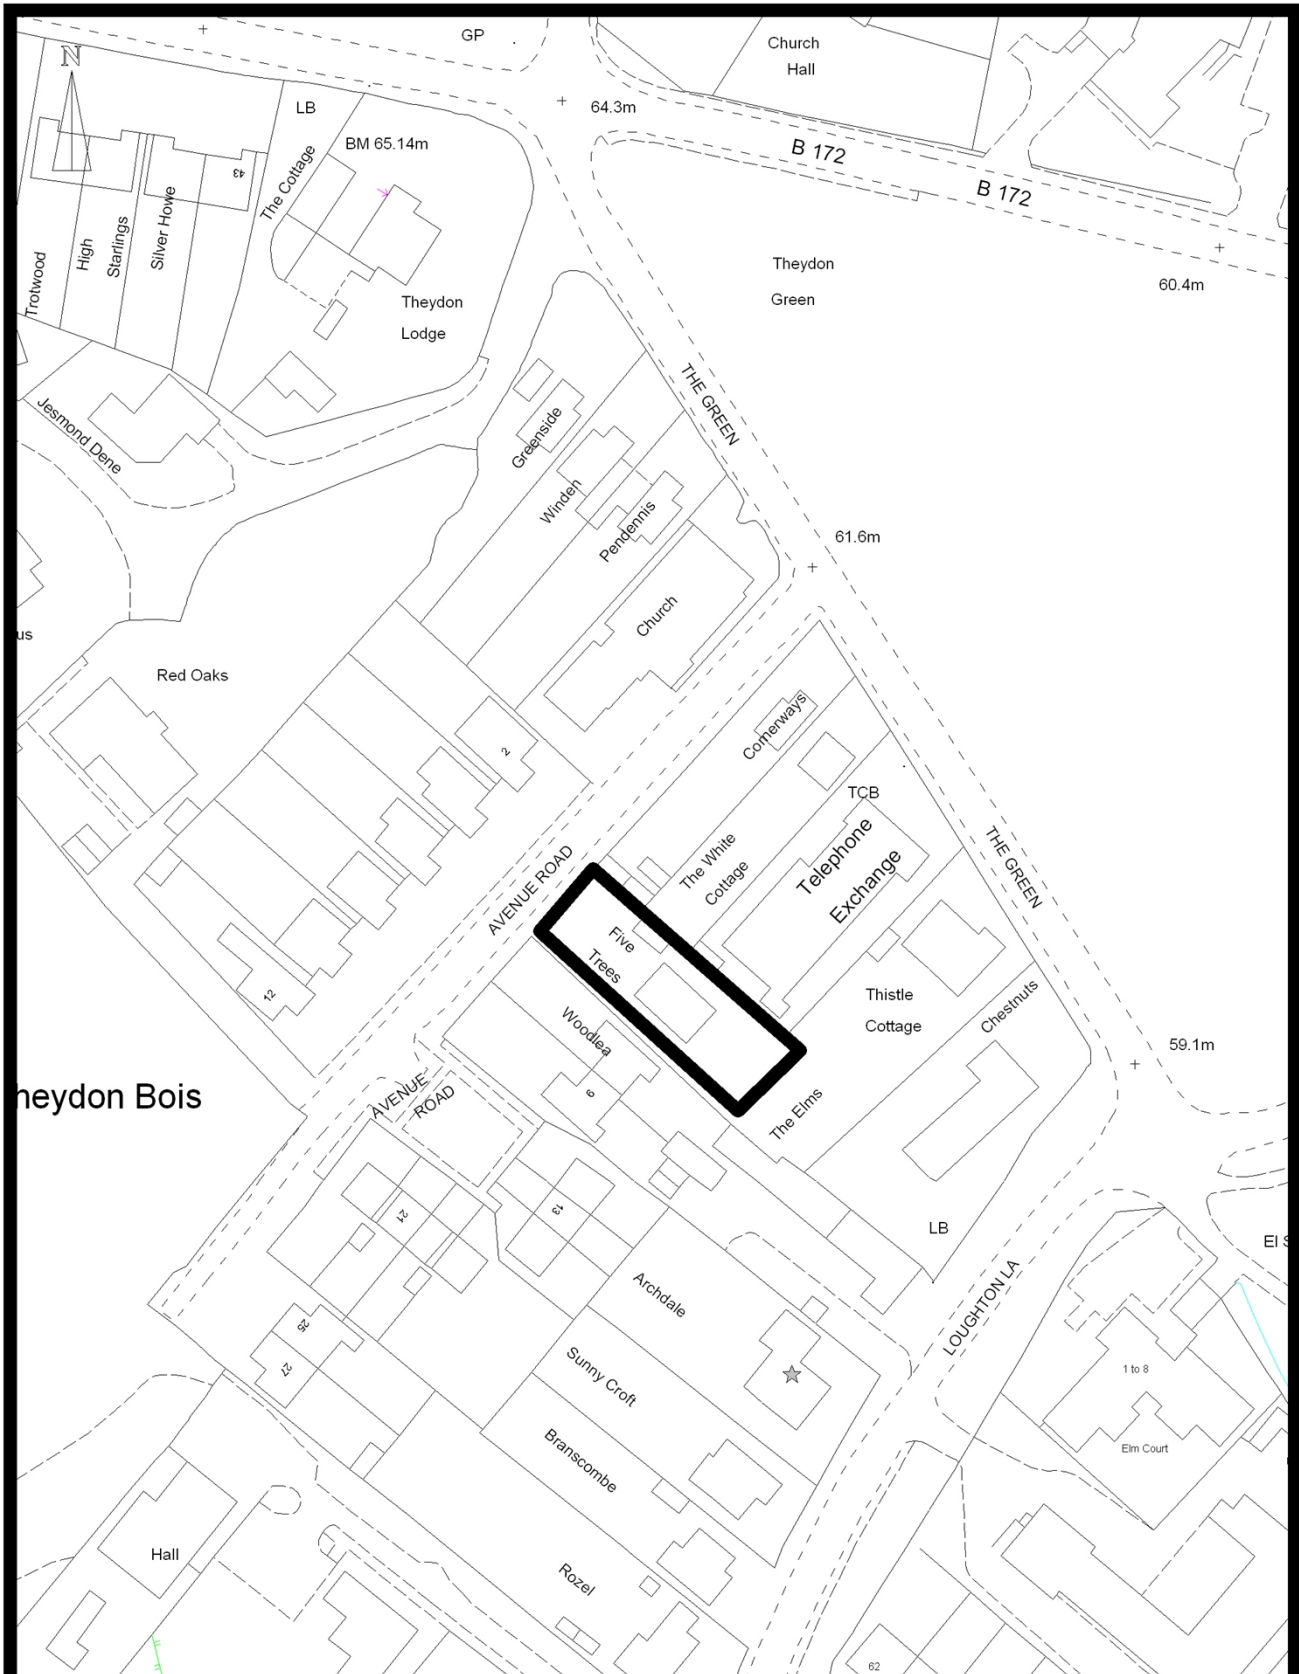 GP
Church
Hall
N
LB
64.3m
BM 65.14m
B 172
B 172
43
The Cottage
Trotwood
High
Starlings
Silver Howe
Theydon
Green
60.4m
Theydon
Lodge
THE GREEN
Jesmond Dene
Greenside
Winden
Pendennis
61.6m
Church
us
Red Oaks
2
Cornerways
TCB
Telephone
Exchange
The White
Cottage
THE GREEN
AVENUE ROAD
Five
Trees
12
Thistle
Cottage
Chestnuts
Woodlea
59.1m
9
heydon Bois
AVENUE
ROAD
The Elms
21
13
LB
El S
Archdale
LOUGHTON LA
25
27
Sunny Croft
1 to 8
Branscombe
Elm Court
Hall
Rozel
62